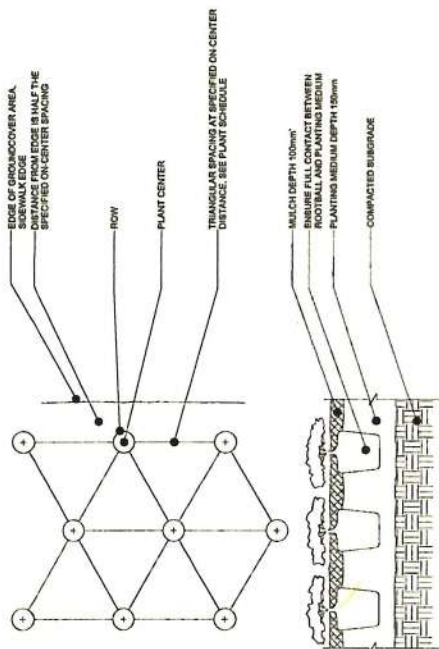 EDGE OF GROUNDCOVER AREA,
SIDEWALK EDGE
DISTANCE FROM EDGE IS HALF THE
SPECIFIED ON-CENTER SPACING
ROW
PLANT CENTER
TRIANGULAR SPACING AT SPECIFIED ON-CENTER
DISTANCE, SEE PLANT SCHEDULE
MULCH DEPTH 100mm
ENSURE FULL CONTACT BETWEEN
ROOTBALL AND PLANTING MEDIUM
PLANTING MEDIUM DEPTH 150mm
COMPACTED SUBGRADE